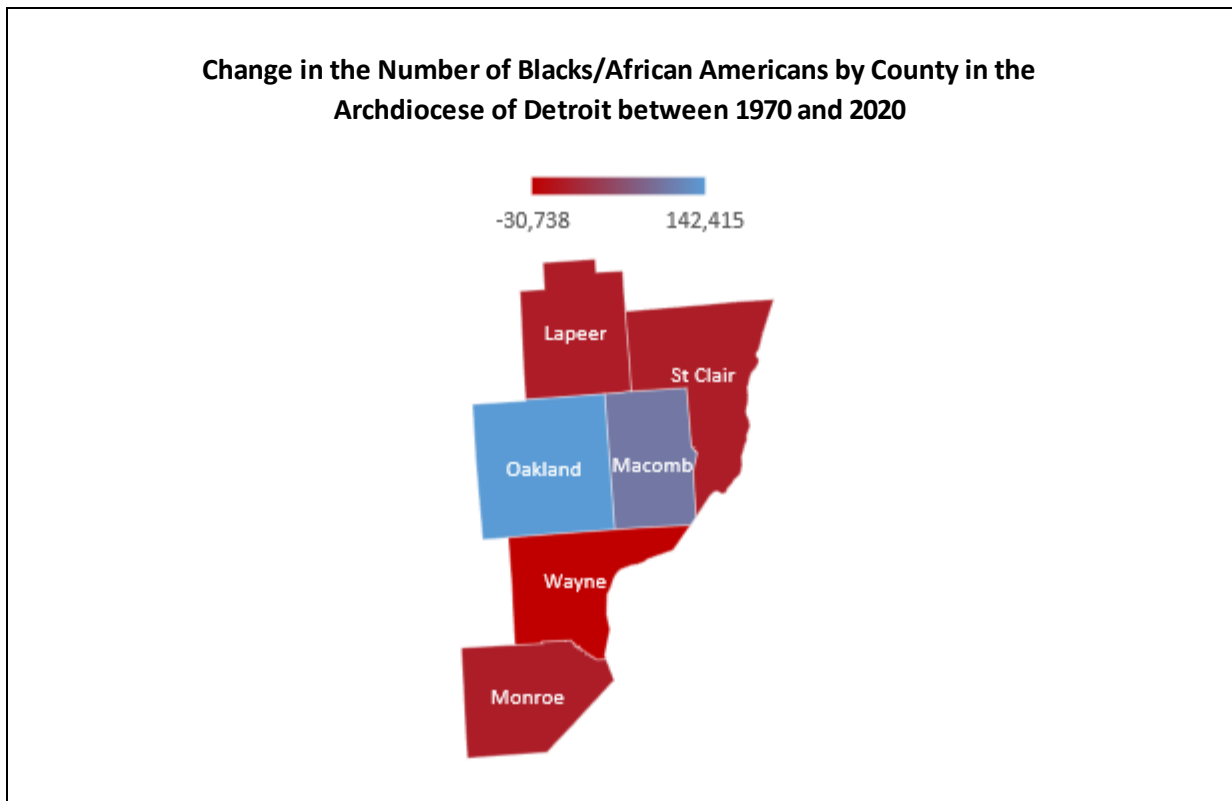 Change in the Number of Blacks/African Americans by County in the
Archdiocese of Detroit between 1970 and 2020
-30,738 142,415
Lapeer
St Clair
Oakland
Macomb
Wayne
Monroe